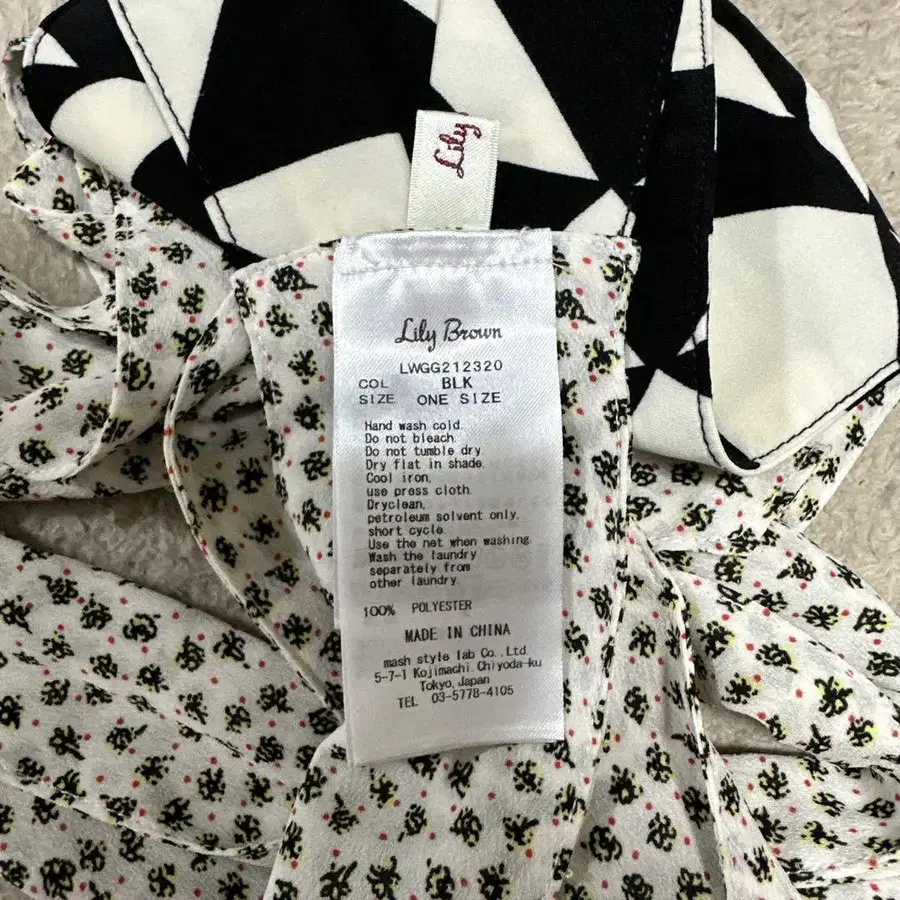 Lily
Lily Brown
LWGG212320
COL BLK
SIZE ONE SIZE
Hand wash cold.
Do not bleach.
Do not tumble dry.
Dry flat in shade.
Cool iron,
use press cloth.
Dryclean,
petroleum solvent only.
short cycle.
Use the net when washing
Wash the laundry
separately from
other laundry.
100% POLYESTER
MADE IN CHINA
mash style lab Co.,Ltd.
5-7-1 Kojimachi.Chiyoda-ku
Tokyo,Japan
TEL 03-5778-4105